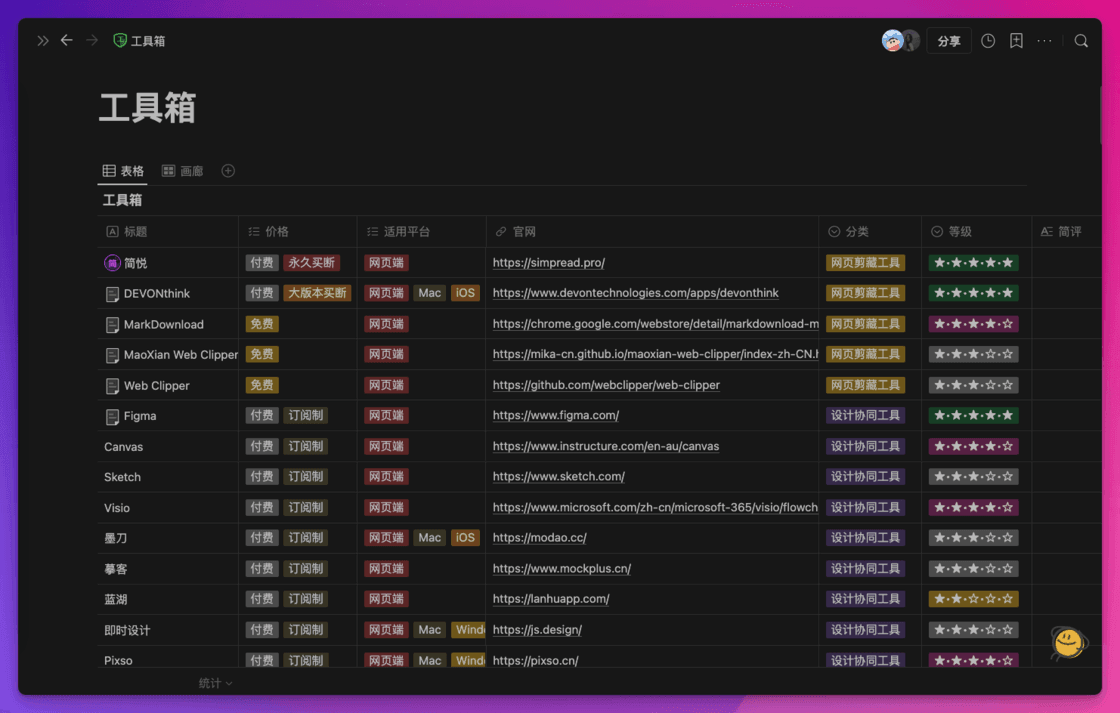 工具箱
分享
工具箱
表格 画廊
工具箱
标题 价格 适用平台 官网 分类 等级 简评
简悦 付费 永久买断 网页端 https://simpread.pro/ 网页剪藏工具 ★·★·★·★·★
DEVONthink 付费 大版本买断 网页端 Mac iOS https://www.devontechnologies.com/apps/devonthink 网页剪藏工具 ★·★·★·★·★
MarkDownload 免费 网页端 https://chrome.google.com/webstore/detail/markdownload-m 网页剪藏工具 ★·★·★·★·☆
MaoXian Web Clipper 免费 网页端 https://mika-cn.github.io/maoxian-web-clipper/index-zh-CN.h 网页剪藏工具 ★·★·★·☆·☆
Web Clipper 免费 网页端 https://github.com/webclipper/web-clipper 网页剪藏工具 ★·★·★·☆·☆
Figma 付费 订阅制 网页端 https://www.figma.com/ 设计协同工具 ★·★·★·★·★
Canvas 付费 订阅制 网页端 https://www.instructure.com/en-au/canvas 设计协同工具 ★·★·★·★·☆
Sketch 付费 订阅制 网页端 https://www.sketch.com/ 设计协同工具 ★·★·★·☆·☆
Visio 付费 订阅制 网页端 https://www.microsoft.com/zh-cn/microsoft-365/visio/flowch 设计协同工具 ★·★·★·★·☆
墨刀 付费 订阅制 网页端 Mac iOS https://modao.cc/ 设计协同工具 ★·★·★·☆·☆
摹客 付费 订阅制 网页端 https://www.mockplus.cn/ 设计协同工具 ★·★·★·☆·☆
蓝湖 付费 订阅制 网页端 https://lanhuapp.com/ 设计协同工具 ★·★·☆·☆·☆
即时设计 付费 订阅制 网页端 Mac Wind https://js.design/ 设计协同工具 ★·★·★·☆·☆
Pixso 付费 订阅制 网页端 Mac Wind https://pixso.cn/ 设计协同工具 ★·★·★·★·☆
统计